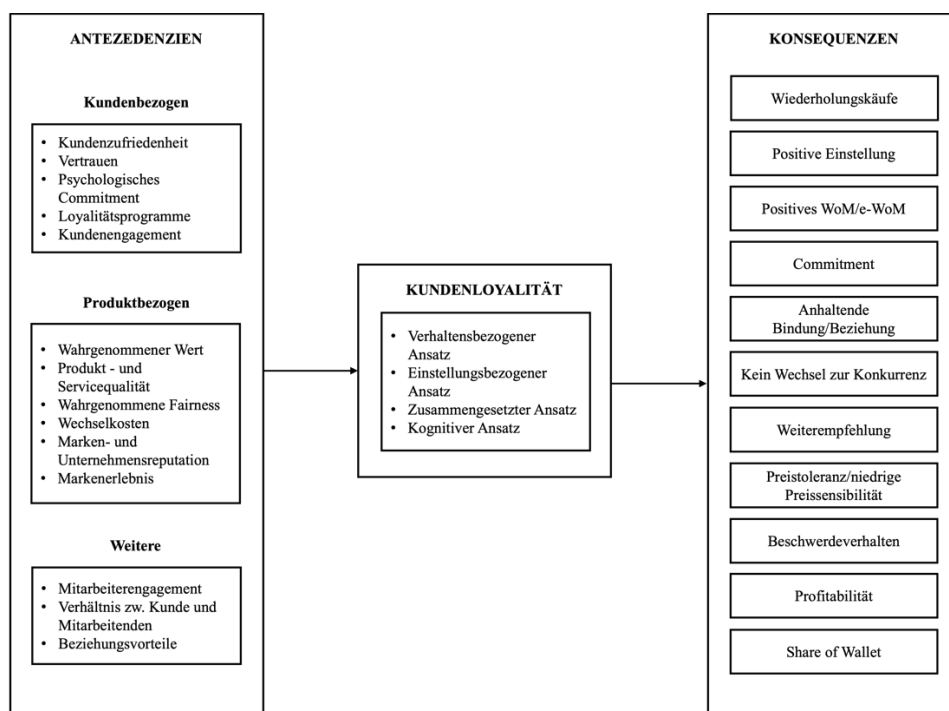 ANTEZEDENZIEN
Kundenbezogen
• Kundenzufriedenheit
• Vertrauen
• Psychologisches
Commitment
• Loyalitätsprogramme
• Kundenengagement
Produktbezogen
• Wahrgenommener Wert
• Produkt - und
Servicequalität
• Wahrgenommene Fairness
• Wechselkosten
• Marken- und
Unternehmensreputation
• Markenerlebnis
Weitere
• Mitarbeiterengagement
• Verhältnis zw. Kunde und
Mitarbeitenden
• Beziehungsvorteile
KUNDENLOYALITÄT
• Verhaltensbezogener
Ansatz
• Einstellungsbezogener
Ansatz
• Zusammengesetzter Ansatz
• Kognitiver Ansatz
KONSEQUENZEN
Wiederholungskäufe
Positive Einstellung
Positives WoM/e-WoM
Commitment
Anhaltende
Bindung/Beziehung
Kein Wechsel zur Konkurrenz
Weiterempfehlung
Preistoleranz/niedrige
Preissensibilität
Beschwerdeverhalten
Profitabilität
Share of Wallet